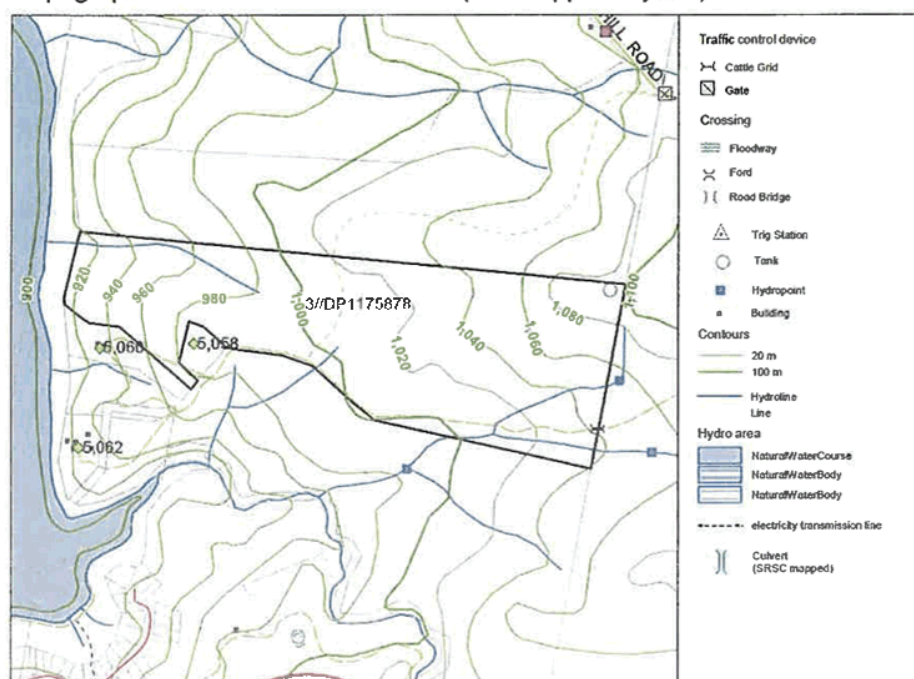 HILL ROAD
900
920
940
960
980
1,000
3//DP1175878
1,020
1,040
1,060
1,080
1,100
5,060
5,058
5,062
Traffic control device
Cattle Grid
Gate
Crossing
Floodway
Ford
Road Bridge
Trig Station
Tank
Hydropoint
Building
Contours
20 m
100 m
Hydroline
Line
Hydro area
NaturalWaterCourse
NaturalWaterBody
NaturalWaterBody
electricity transmission line
Culvert
(SRSC mapped)